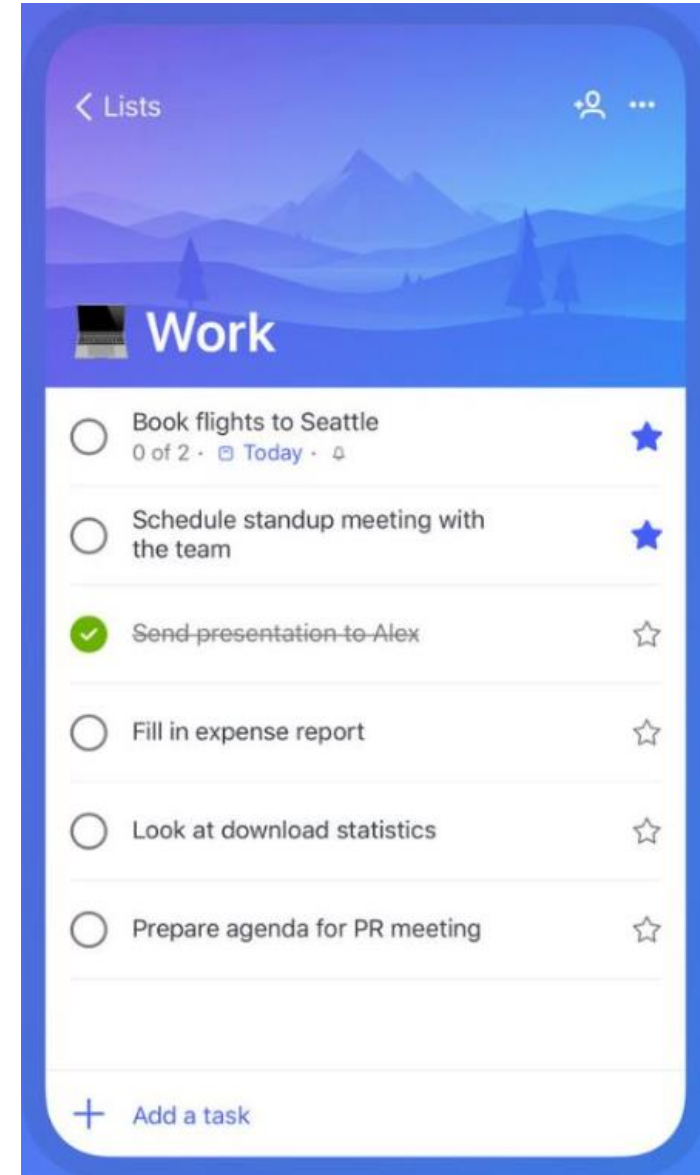 Lists
Work
Book flights to Seattle
0 of 2 · Today ·
Schedule standup meeting with
the team
Send presentation to Alex
Fill in expense report
Look at download statistics
Prepare agenda for PR meeting
Add a task